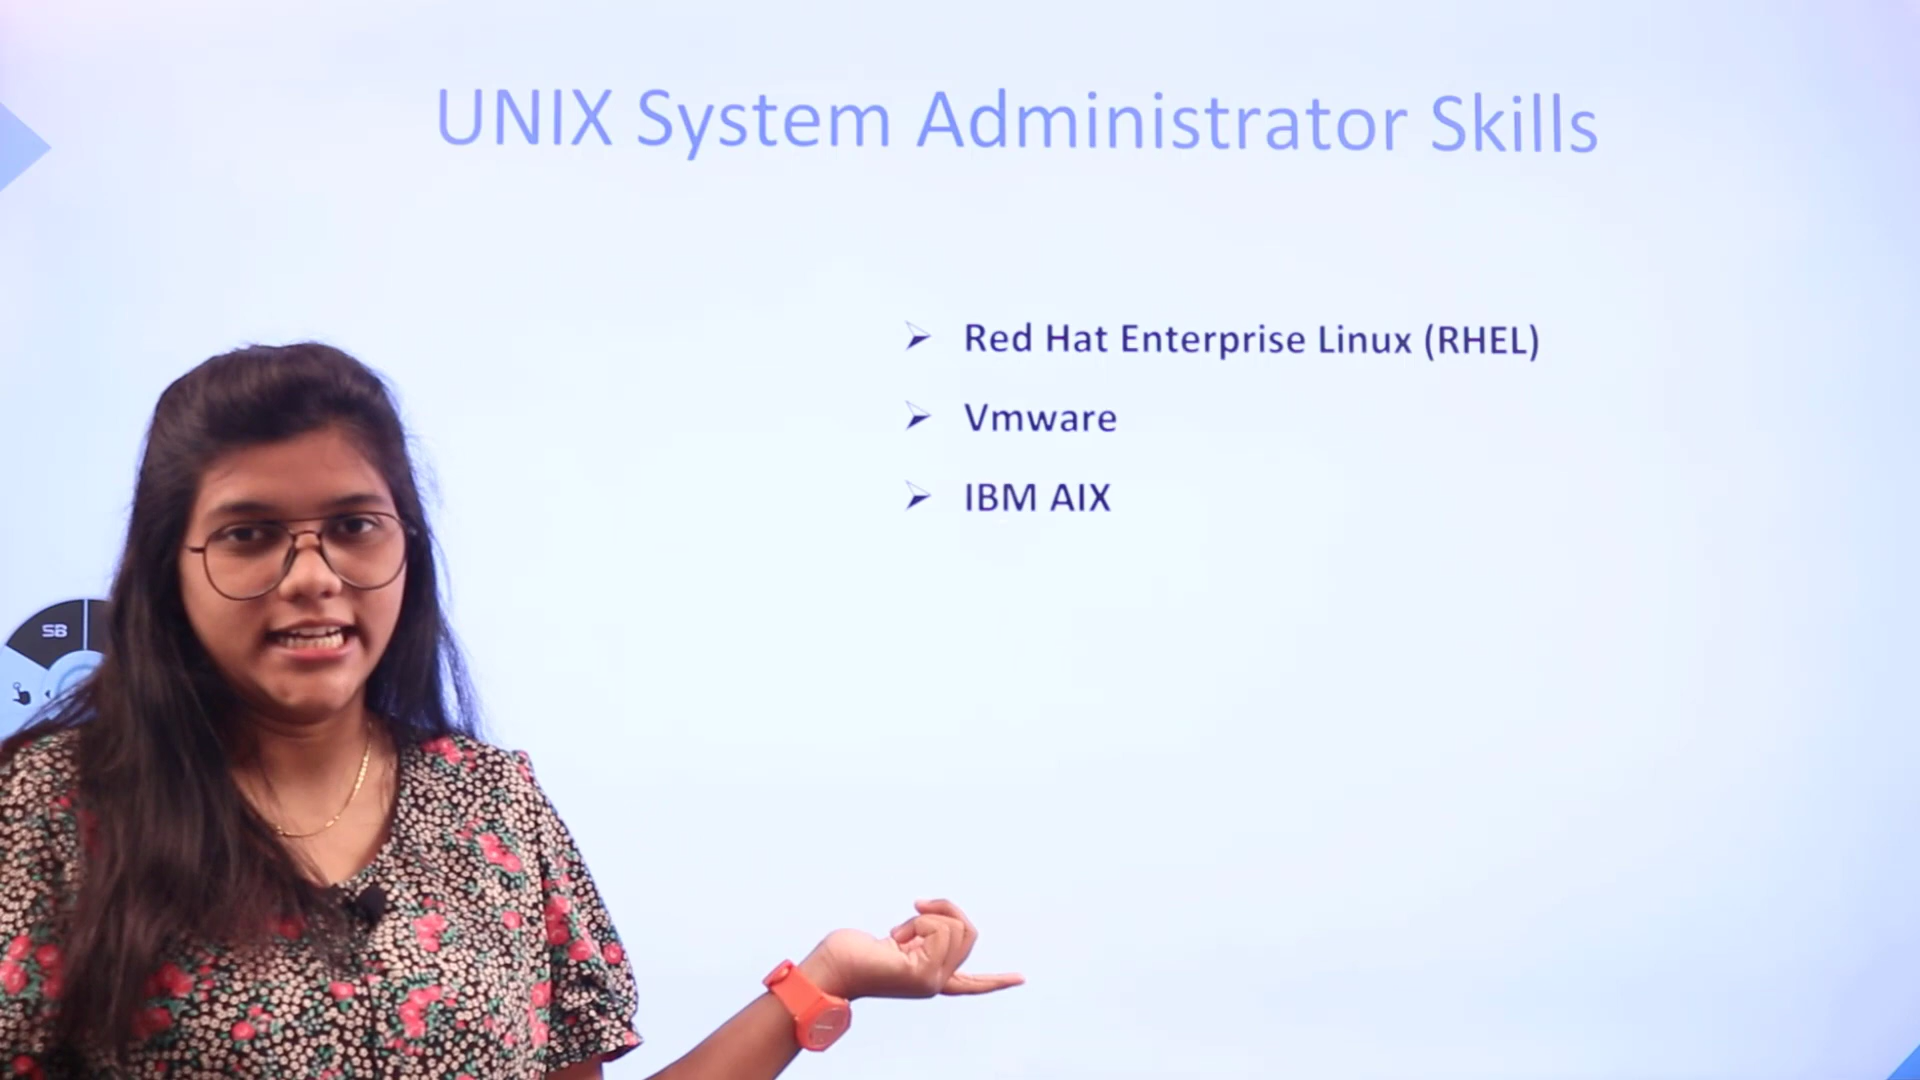 UNIX System Administrator Skills
➢ Red Hat Enterprise Linux (RHEL)
➢ Vmware
➢ IBM AIX
SB